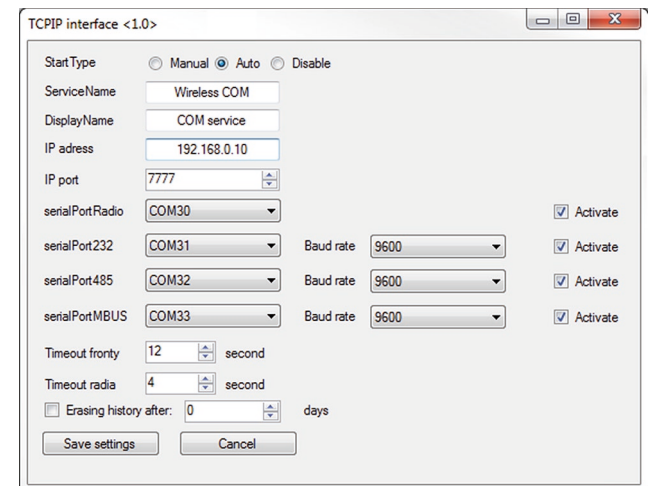 TCPIP interface <1.0>
StartType Manual Auto Disable
ServiceName Wireless COM
DisplayName COM service
IP adress 192.168.0.10
IP port 7777
serialPortRadio COM30 Activate
serialPort232 COM31 Baud rate 9600 Activate
serialPort485 COM32 Baud rate 9600 Activate
serialPortMBUS COM33 Baud rate 9600 Activate
Timeout fronty 12 second
Timeout radia 4 second
Erasing history after: 0 days
Save settings Cancel